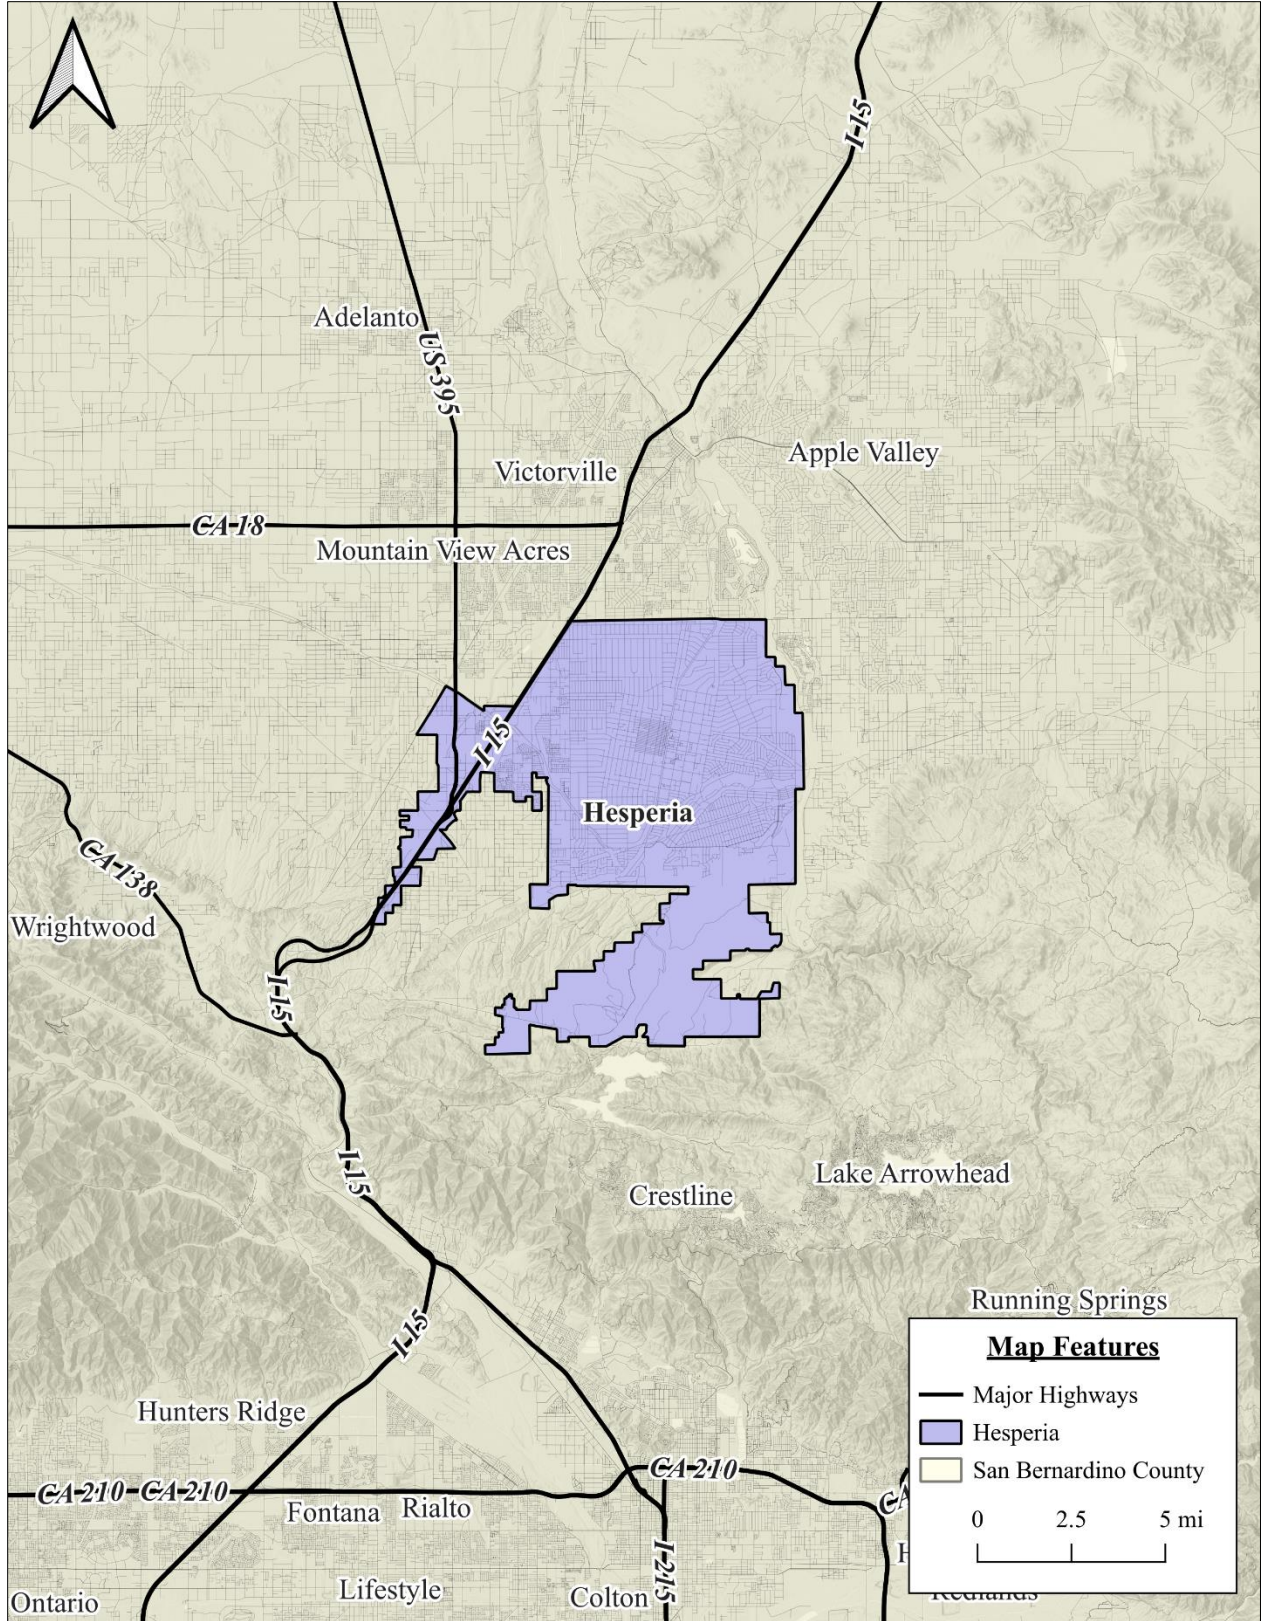 I-15
Adelanto
US-395
Apple Valley
Victorville
CA-18
Mountain View Acres
I-15
Hesperia
CA-138
Wrightwood
I-15
I-15
Lake Arrowhead
Crestline
Running Springs
I-15
Map Features
Major Highways
Hesperia
San Bernardino County
0 2.5 5 mi
Hunters Ridge
CA 210
CA 210 CA 210
CA
Fontana Rialto
I-215
H
Lifestyle
Colton
Redlands
Ontario